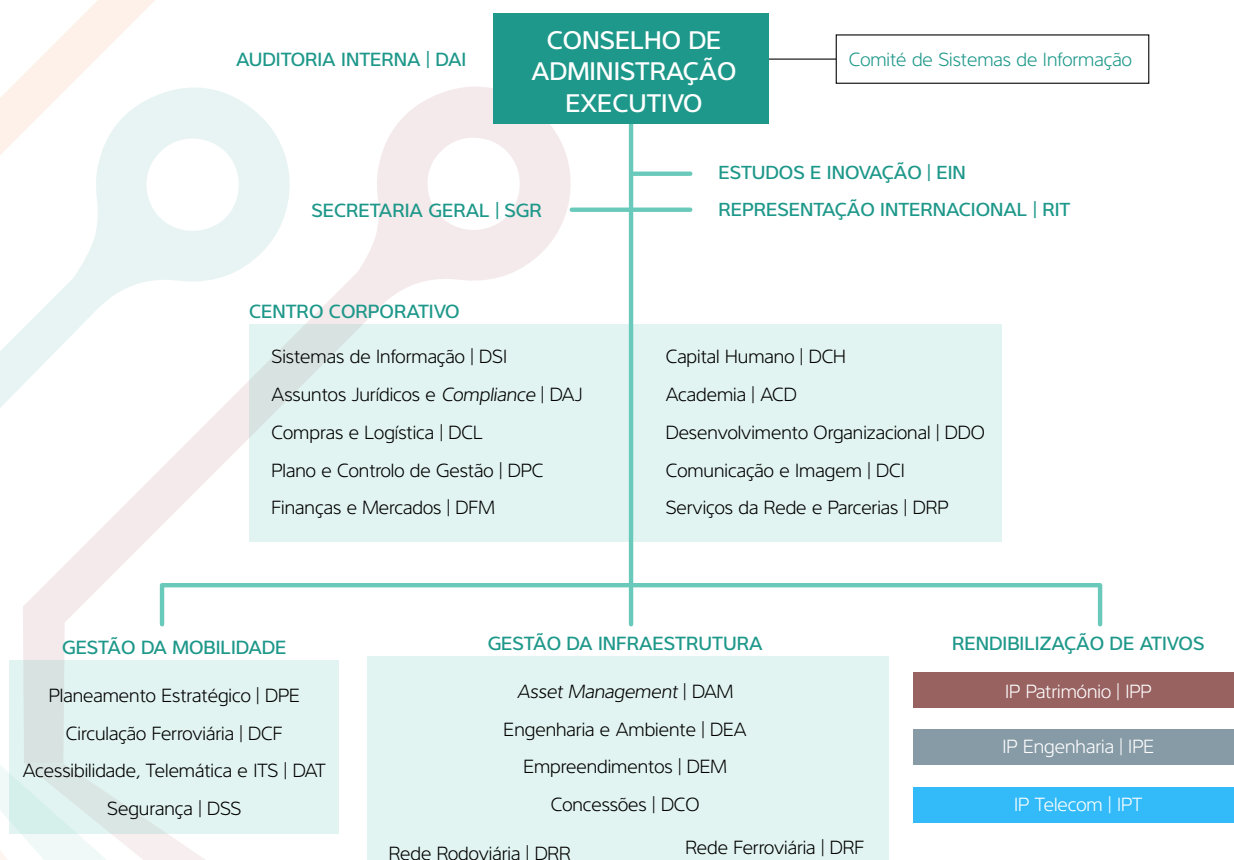 AUDITORIA INTERNA | DAI
CONSELHO DE
ADMINISTRAÇÃO
EXECUTIVO
Comité de Sistemas de Informação
ESTUDOS E INOVAÇÃO | EIN
SECRETARIA GERAL | SGR
REPRESENTAÇÃO INTERNACIONAL | RIT
CENTRO CORPORATIVO
Sistemas de Informação | DSI
Assuntos Jurídicos e Compliance | DAJ
Compras e Logística | DCL
Plano e Controlo de Gestão | DPC
Finanças e Mercados | DFM
Capital Humano | DCH
Academia | ACD
Desenvolvimento Organizacional | DDO
Comunicação e Imagem | DCI
Serviços da Rede e Parcerias | DRP
GESTÃO DA MOBILIDADE
Planeamento Estratégico | DPE
Circulação Ferroviária | DCF
Acessibilidade, Telemática e ITS | DAT
Segurança | DSS
GESTÃO DA INFRAESTRUTURA
Asset Management | DAM
Engenharia e Ambiente | DEA
Empreendimentos | DEM
Concessões | DCO
Rede Rodoviária | DRR
Rede Ferroviária | DRF
RENDIBILIZAÇÃO DE ATIVOS
IP Património | IPP
IP Engenharia | IPE
IP Telecom | IPT